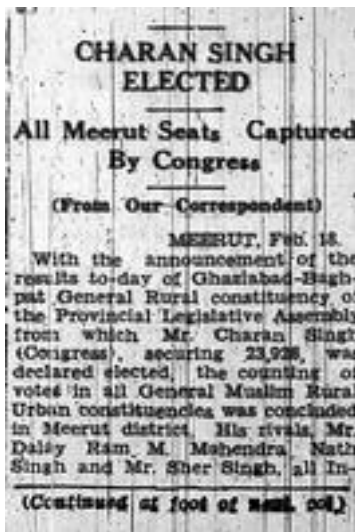 CHARAN SINGH
ELECTED
All Meerut Seats Captured
By Congress
(From Our Correspondent)
MEERUT, Feb. 18.
With the announcement of the
results to-day of Ghaziabad-Bagh-
pat General Rural constituency of
the Provincial Legislative Assembly
from which Mr. Charan Singh
(Congress), securing 23,928, was
declared elected, the counting of
votes in all General Muslim Rural
Urban constituencies was concluded
in Meerut district. His rivals, Mr.
Ram M. Mahendra Nath
Singh and Mr. Sher Singh, all In-
(Continued at foot of next col.)